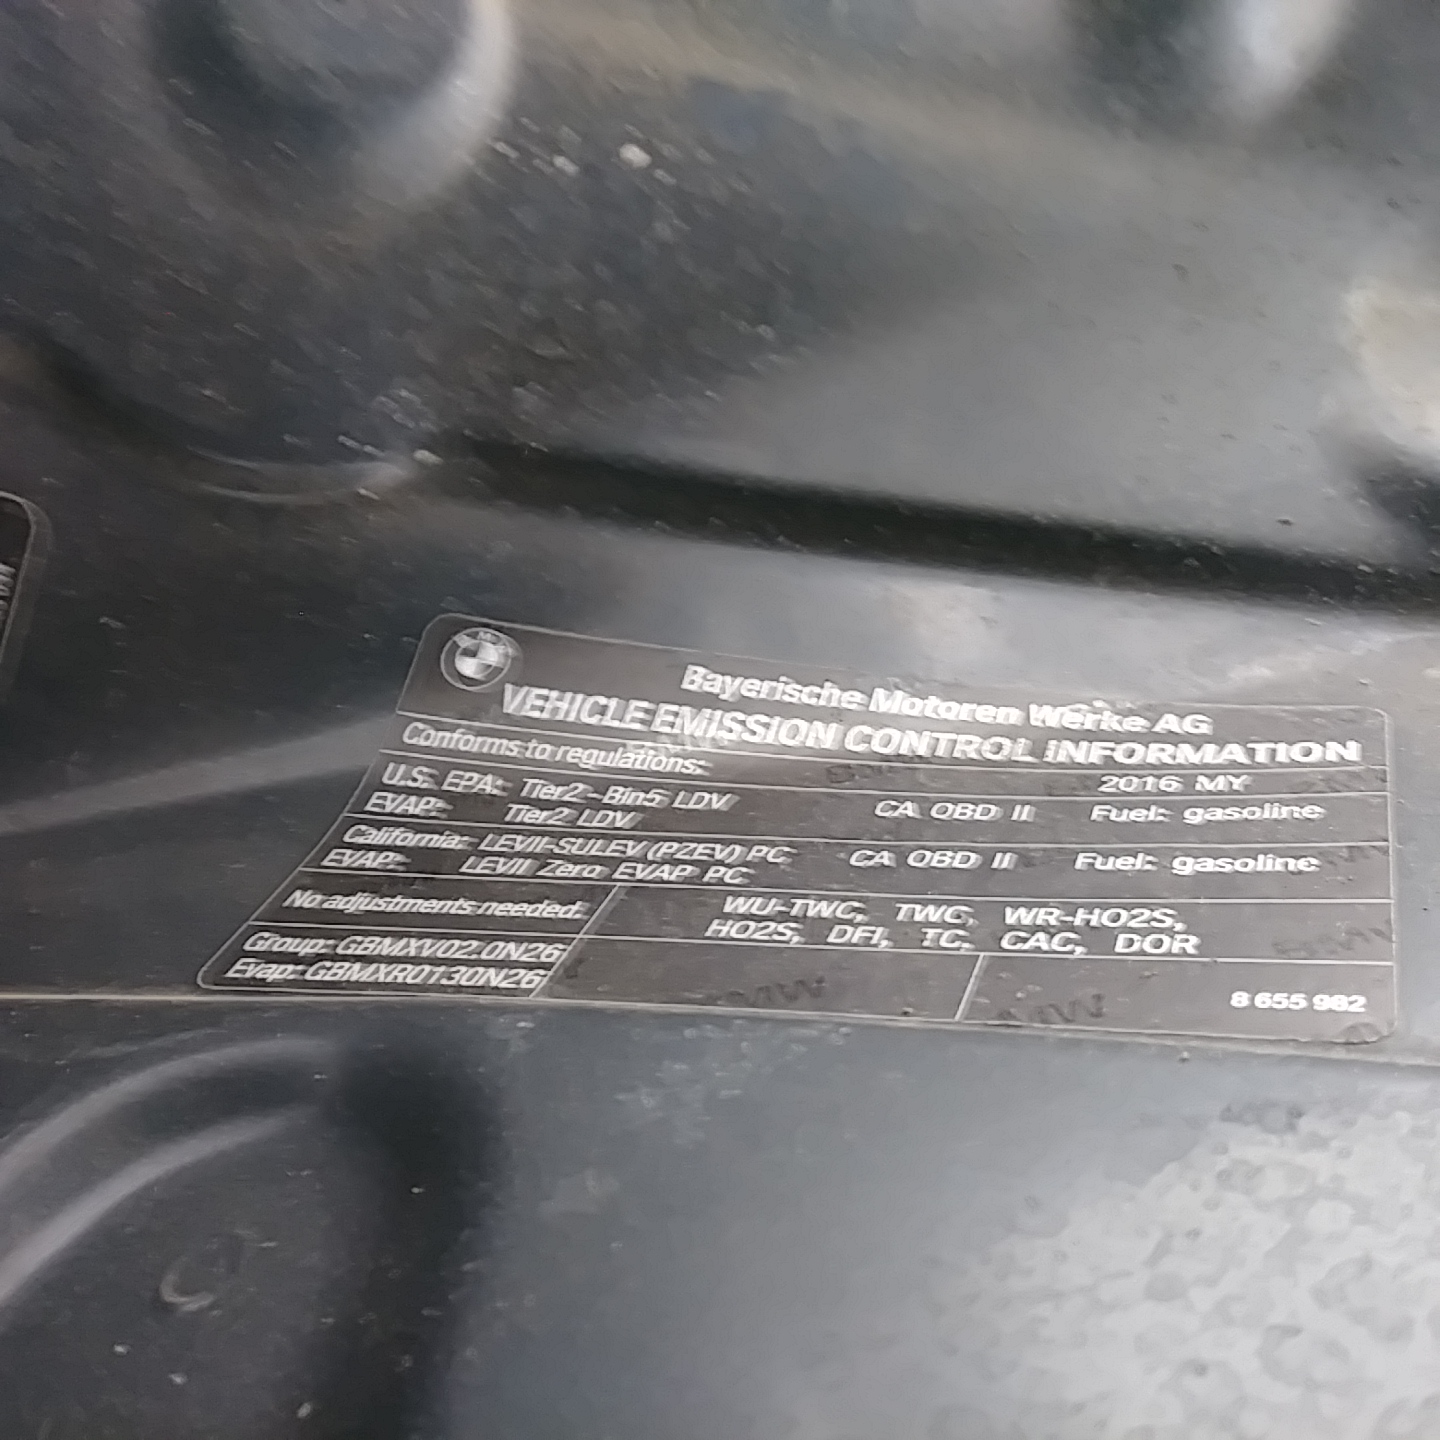 Bayerische Motoren Werke AG
VEHICLE EMISSION CONTROL INFORMATION
Conforms to regulations: 2016 MY
U.S. EPA: Tier2-Bin5 LDV CA OBD II Fuel: gasoline
EVAP: Tier2 LDV
California: LEVII-SULEV (PZEV) PC CA OBD II Fuel: gasoline
EVAP: LEVII Zero EVAP PC
No adjustments needed. WU-TWC, TWC, WR-HO2S,
HO2S, DFI, TC, CAC, DOR
Group: GBMXV02.0N26
Evap: GBMXR0130N26
8 655 982